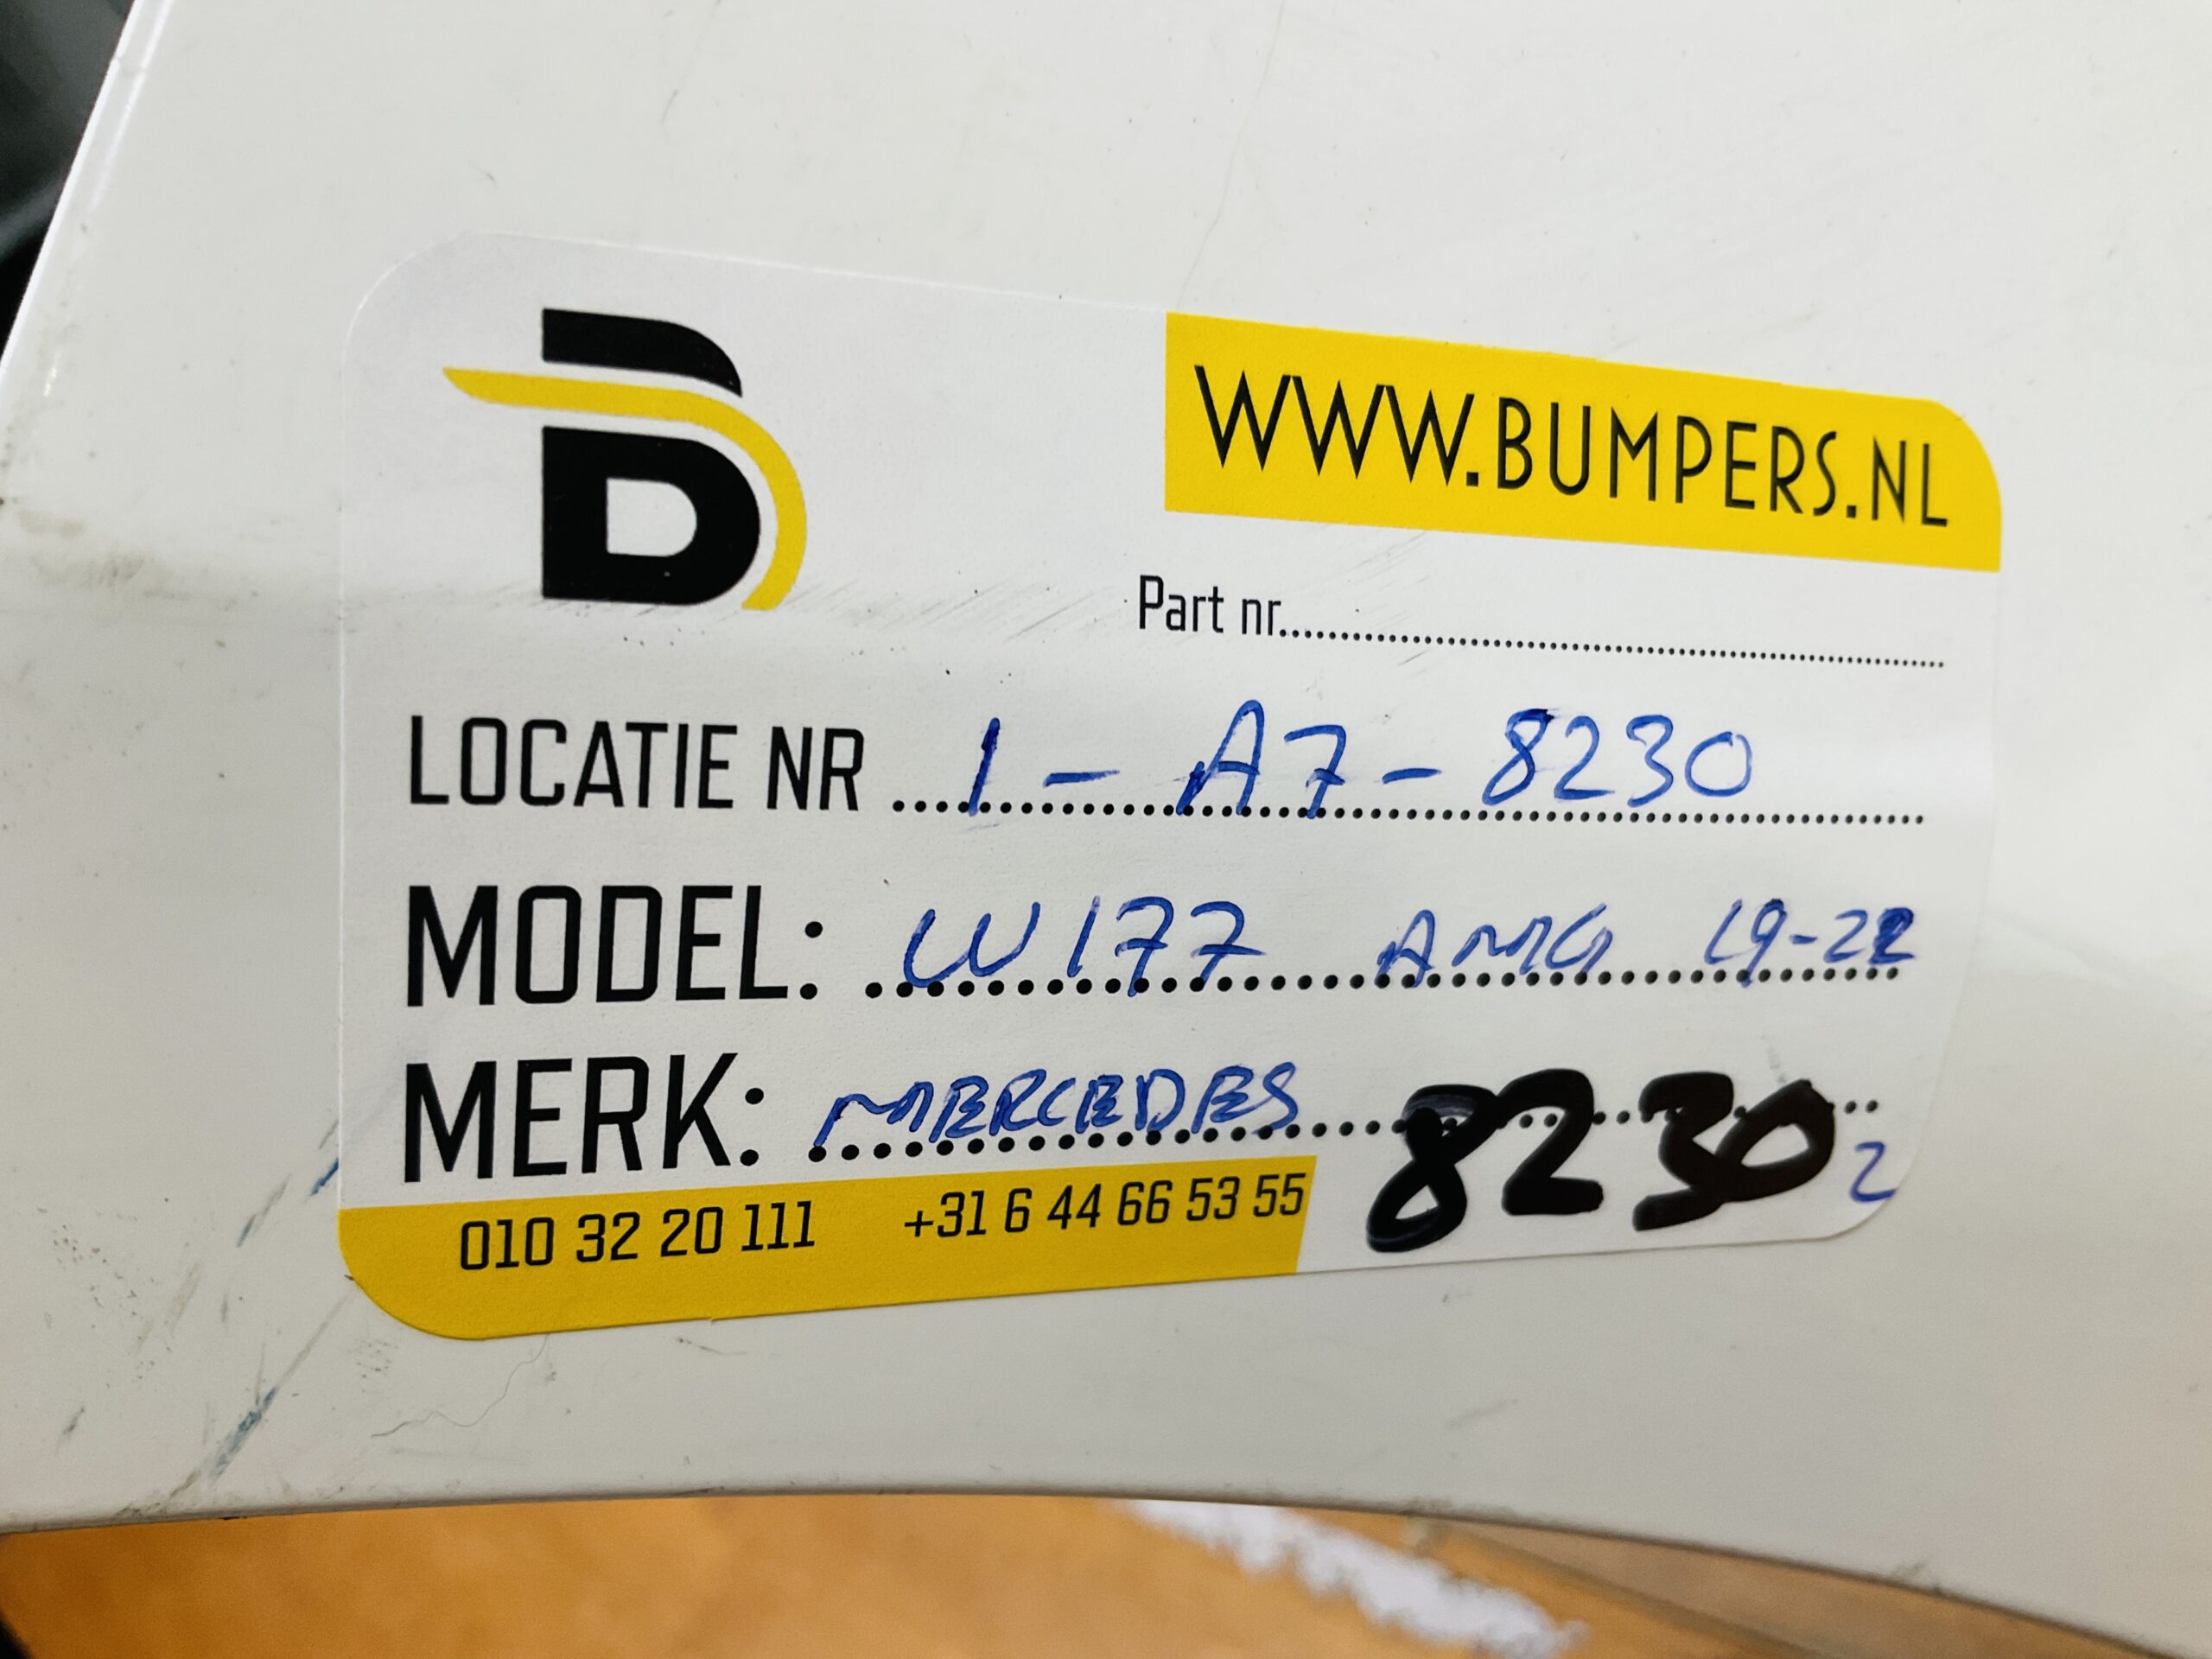 WWW.BUMPERS.NL
Part nr.
LOCATIE NR 1 - A7 - 8230
MODEL: W177 AMG 19-22
MERK: MERCEDES
8230 2
010 32 20 111 +31 6 44 66 53 55